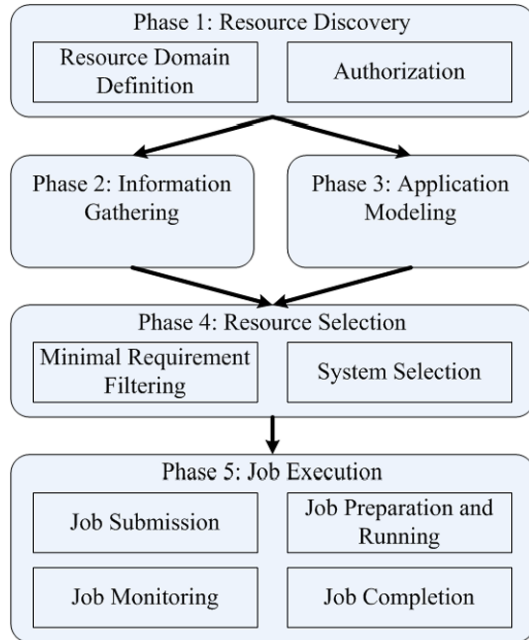 Phase 1: Resource Discovery
Resource Domain
Definition
Authorization
Phase 2: Information
Gathering
Phase 3: Application
Modeling
Phase 4: Resource Selection
Minimal Requirement
Filtering
System Selection
Phase 5: Job Execution
Job Submission
Job Preparation and
Running
Job Monitoring
Job Completion